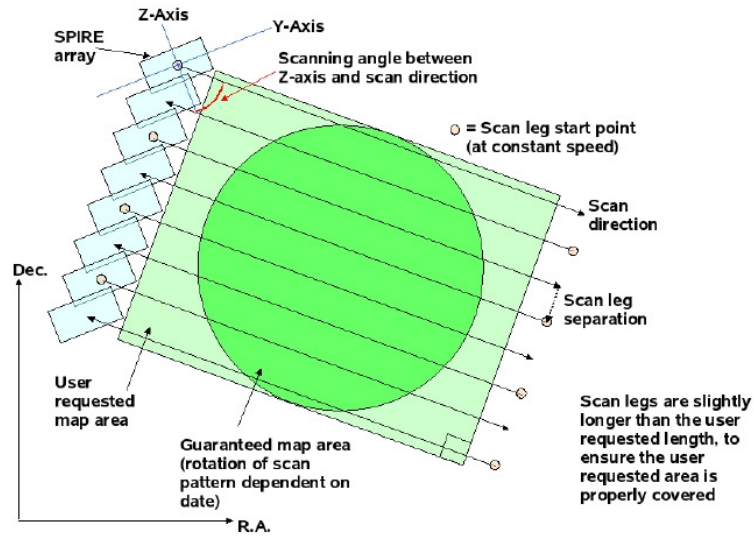 Z-Axis
Y-Axis
SPIRE
array
Scanning angle between
Z-axis and scan direction
= Scan leg start point
(at constant speed)
Scan
direction
Dec.
Scan leg
separation
User
requested
map area
Guaranteed map area
(rotation of scan
pattern dependent on
date)
Scan legs are slightly
longer than the user
requested length, to
ensure the user
requested area is
properly covered
R.A.